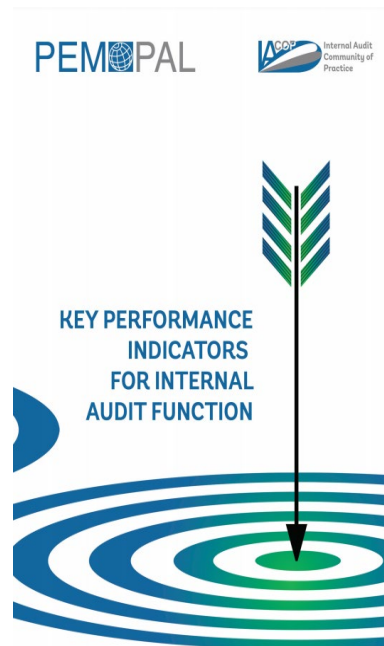 PEMPAL
IACOP
Internal Audit
Community of
Practice
KEY PERFORMANCE
INDICATORS
FOR INTERNAL
AUDIT FUNCTION